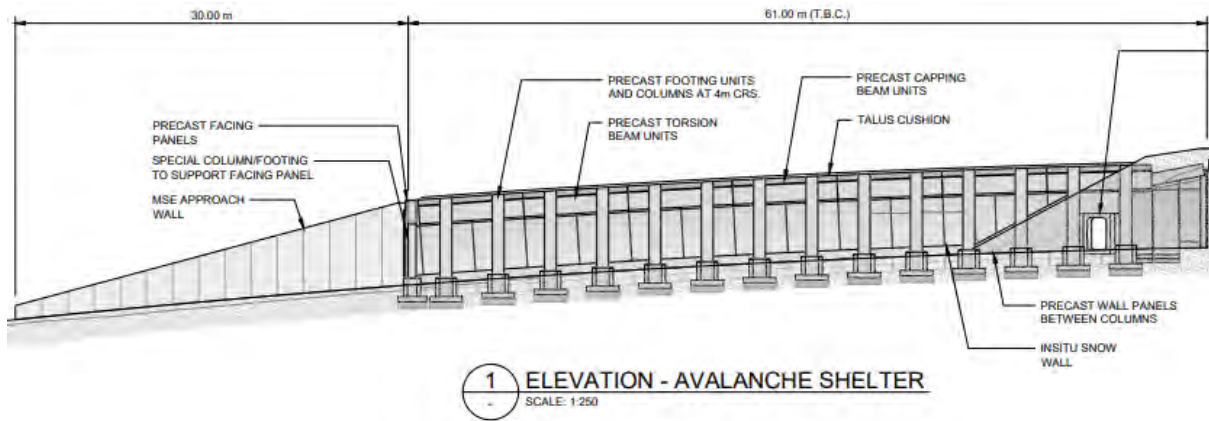 30.00 m
61.00 m (T.B.C.)
PRECAST FOOTING UNITS
AND COLUMNS AT 4m CRS.
PRECAST CAPPING
BEAM UNITS
PRECAST FACING
PANELS
PRECAST TORSION
BEAM UNITS
TALUS CUSHION
SPECIAL COLUMN/FOOTING
TO SUPPORT FACING PANEL
MSE APPROACH
WALL
PRECAST WALL PANELS
BETWEEN COLUMNS
INSITU SNOW
WALL
1
-
ELEVATION - AVALANCHE SHELTER
SCALE: 1:250